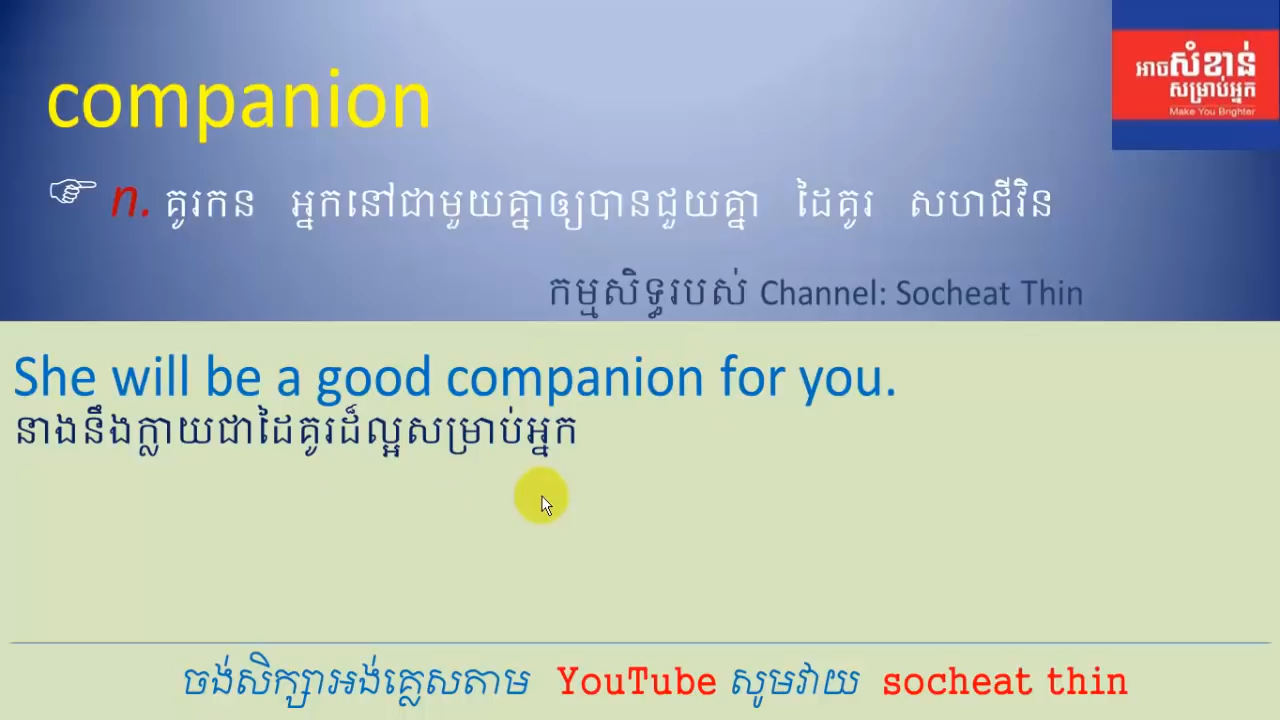 companion
អាចសំខាន់
សម្រាប់អ្នក
Make You Brighter
n. គូរកន អ្នកនៅជាមួយគ្នាឲ្យបានជួយគ្នា ដៃគូរ សហជីវិន
កម្មសិទ្ធរបស់ Channel: Socheat Thin
She will be a good companion for you.
នាងនឹងក្លាយជាដៃគូរដ៏ល្អសម្រាប់អ្នក
ចង់សិក្សាអង់គ្លេសតាម YouTube សូមវាយ socheat thin